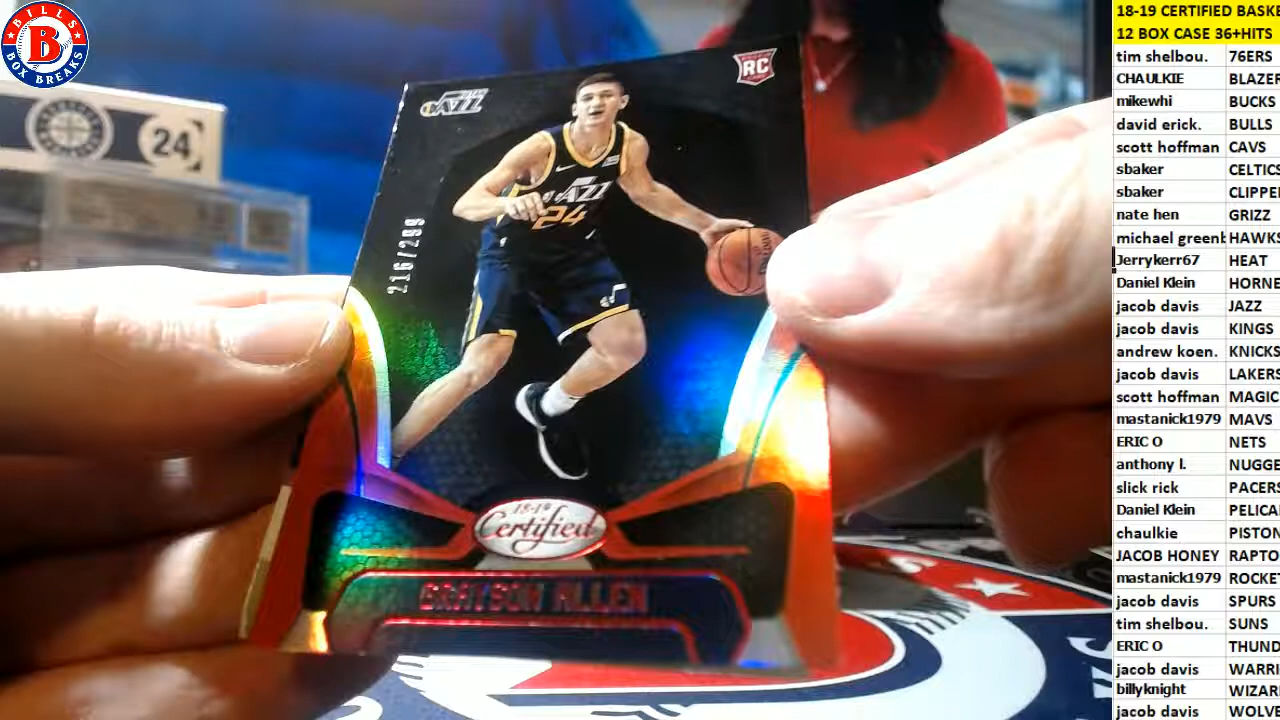 BILLS
B
BOX BREAKS
24
JAZZ
RC
JAZZ
24
216/299
18-19
Certified
GRAYSON ALLEN
18-19 CERTIFIED BASKE
12 BOX CASE 36+HITS
tim shelbou. 76ERS
CHAULKIE BLAZER
mikewhi BUCKS
david erick. BULLS
scott hoffman CAVS
sbaker CELTICS
sbaker CLIPPE
nate hen GRIZZ
michael greenb HAWKS
Jerrykerr67 HEAT
Daniel Klein HORNE
jacob davis JAZZ
jacob davis KINGS
andrew koen. KNICKS
jacob davis LAKERS
scott hoffman MAGIC
mastanick1979 MAVS
ERIC O NETS
anthony l. NUGGE
slick rick PACERS
Daniel Klein PELICA
chaulkie PISTON
JACOB HONEY RAPTO
mastanick1979 ROCKET
jacob davis SPURS
tim shelbou. SUNS
ERIC O THUND
jacob davis WARRI
billyknight WIZAR
jacob davis WOLVE